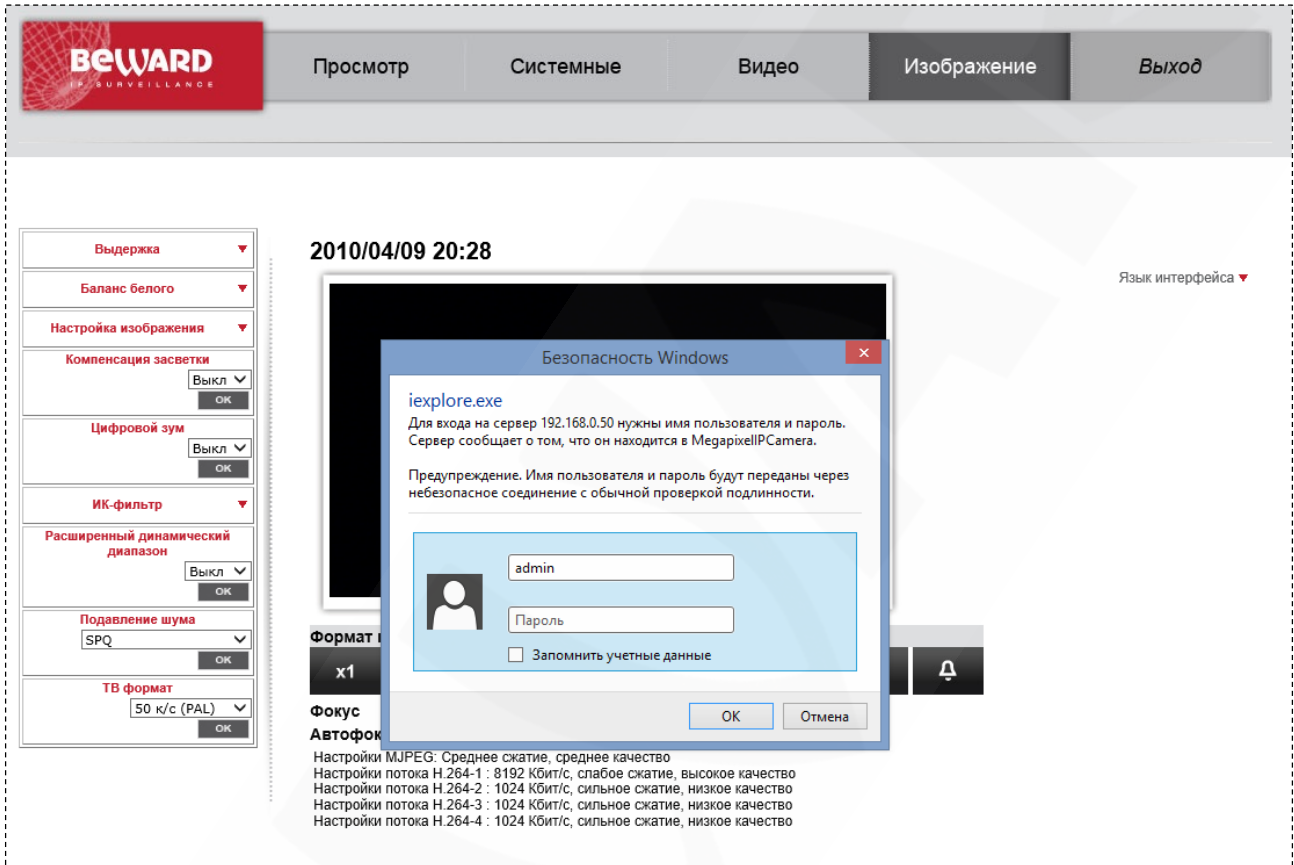 BEWARD
IP SURVEILLANCE
Просмотр
Системные
Видео
Изображение
Выход
Выдержка
Баланс белого
Настройка изображения
Компенсация засветки
Выкл
OK
Цифровой зум
Выкл
OK
ИК-фильтр
Расширенный динамический
диапазон
Выкл
OK
Подавление шума
SPQ
OK
ТВ формат
50 к/с (PAL)
OK
2010/04/09 20:28
Язык интерфейса
Безопасность Windows
iexplore.exe
Для входа на сервер 192.168.0.50 нужны имя пользователя и пароль.
Сервер сообщает о том, что он находится в MegapixelIPCamera.
Предупреждение. Имя пользователя и пароль будут переданы через
небезопасное соединение с обычной проверкой подлинности.
admin
Пароль
Запомнить учетные данные
OK
Отмена
Формат
x1
Фокус
Автофок
Настройки MJPEG: Среднее сжатие, среднее качество
Настройки потока H.264-1 : 8192 Кбит/с, слабое сжатие, высокое качество
Настройки потока H.264-2 : 1024 Кбит/с, сильное сжатие, низкое качество
Настройки потока H.264-3 : 1024 Кбит/с, сильное сжатие, низкое качество
Настройки потока H.264-4 : 1024 Кбит/с, сильное сжатие, низкое качество